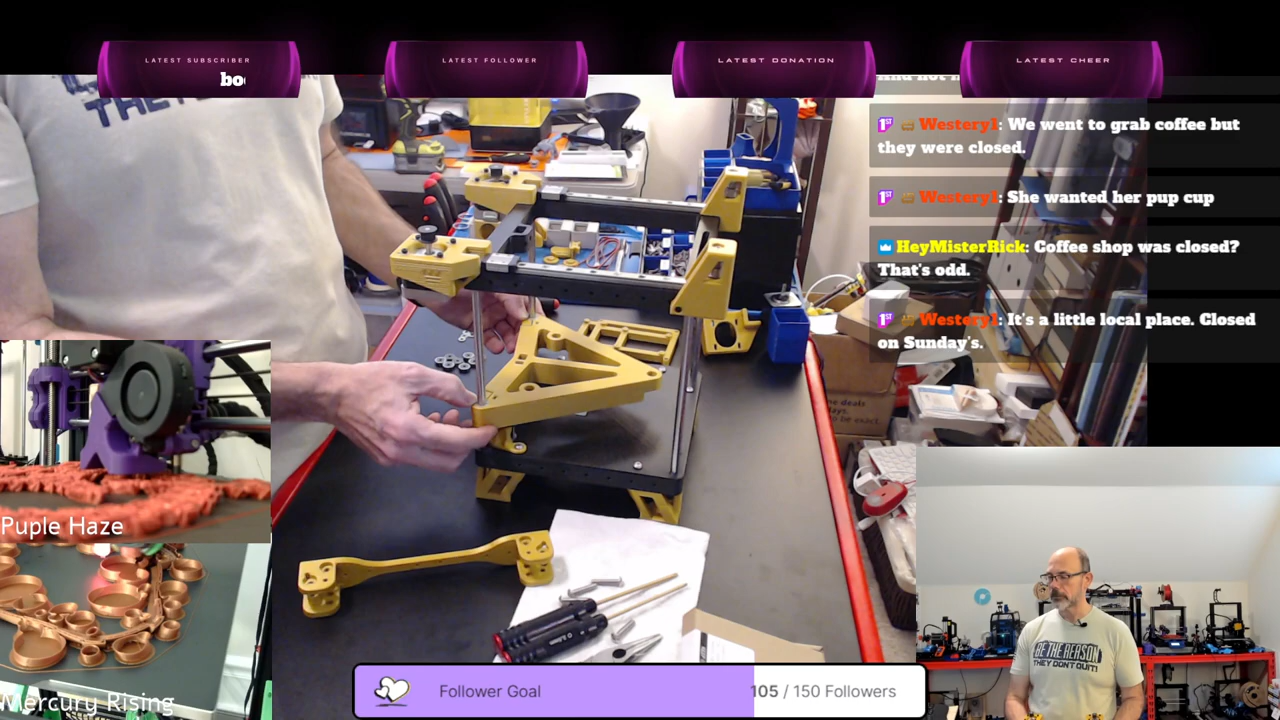 LATEST SUBSCRIBER
LATEST FOLLOWER
LATEST DONATION
LATEST CHEER
Westery1: We went to grab coffee but
they were closed.
Westery1: She wanted her pup cup
HeyMisterRick: Coffee shop was closed?
That's odd.
Westery1: It's a little local place. Closed
on Sunday's.
Puple Haze
Mercury Rising
BE THE REASON
THEY DON'T QUIT!
Follower Goal
105 / 150 Followers